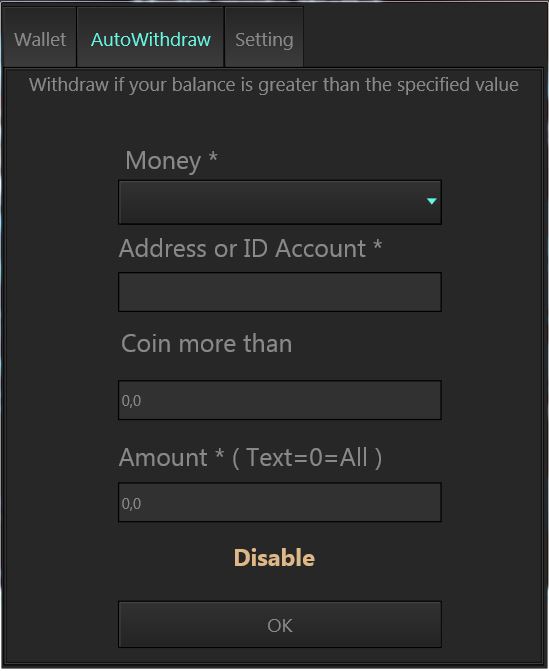 Wallet AutoWithdraw Setting
Withdraw if your balance is greater than the specified value
Money *
Address or ID Account *
Coin more than
0,0
Amount * ( Text=0=All )
0,0
Disable
OK